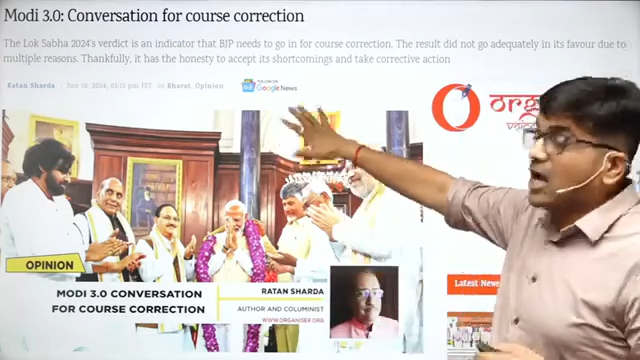 Modi 3.0: Conversation for course correction
The Lok Sabha 2024's verdict is an indicator that BJP needs to go in for course correction. The result did not go adequately in its favour due to
multiple reasons. Thankfully, it has the honesty to accept its shortcomings and take corrective action
Ratan Sharda — Jun 10, 2024, 03:15 pm IST in Bharat, Opinion
FOLLOW ON
Google News
OPINION
MODI 3.0 CONVERSATION
FOR COURSE CORRECTION
RATAN SHARDA
AUTHOR AND COLUMINIST
WWW.ORGANISER.ORG
Latest News